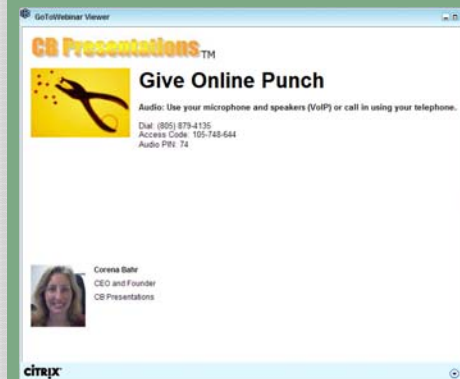 GoToWebinar Viewer
CB Presentations TM
Give Online Punch
Audio: Use your microphone and speakers (VoIP) or call in using your telephone.
Dial: (805) 879-4135
Access Code: 105-748-644
Audio PIN: 74
Corena Bahr
CEO and Founder
CB Presentations
CITRIX